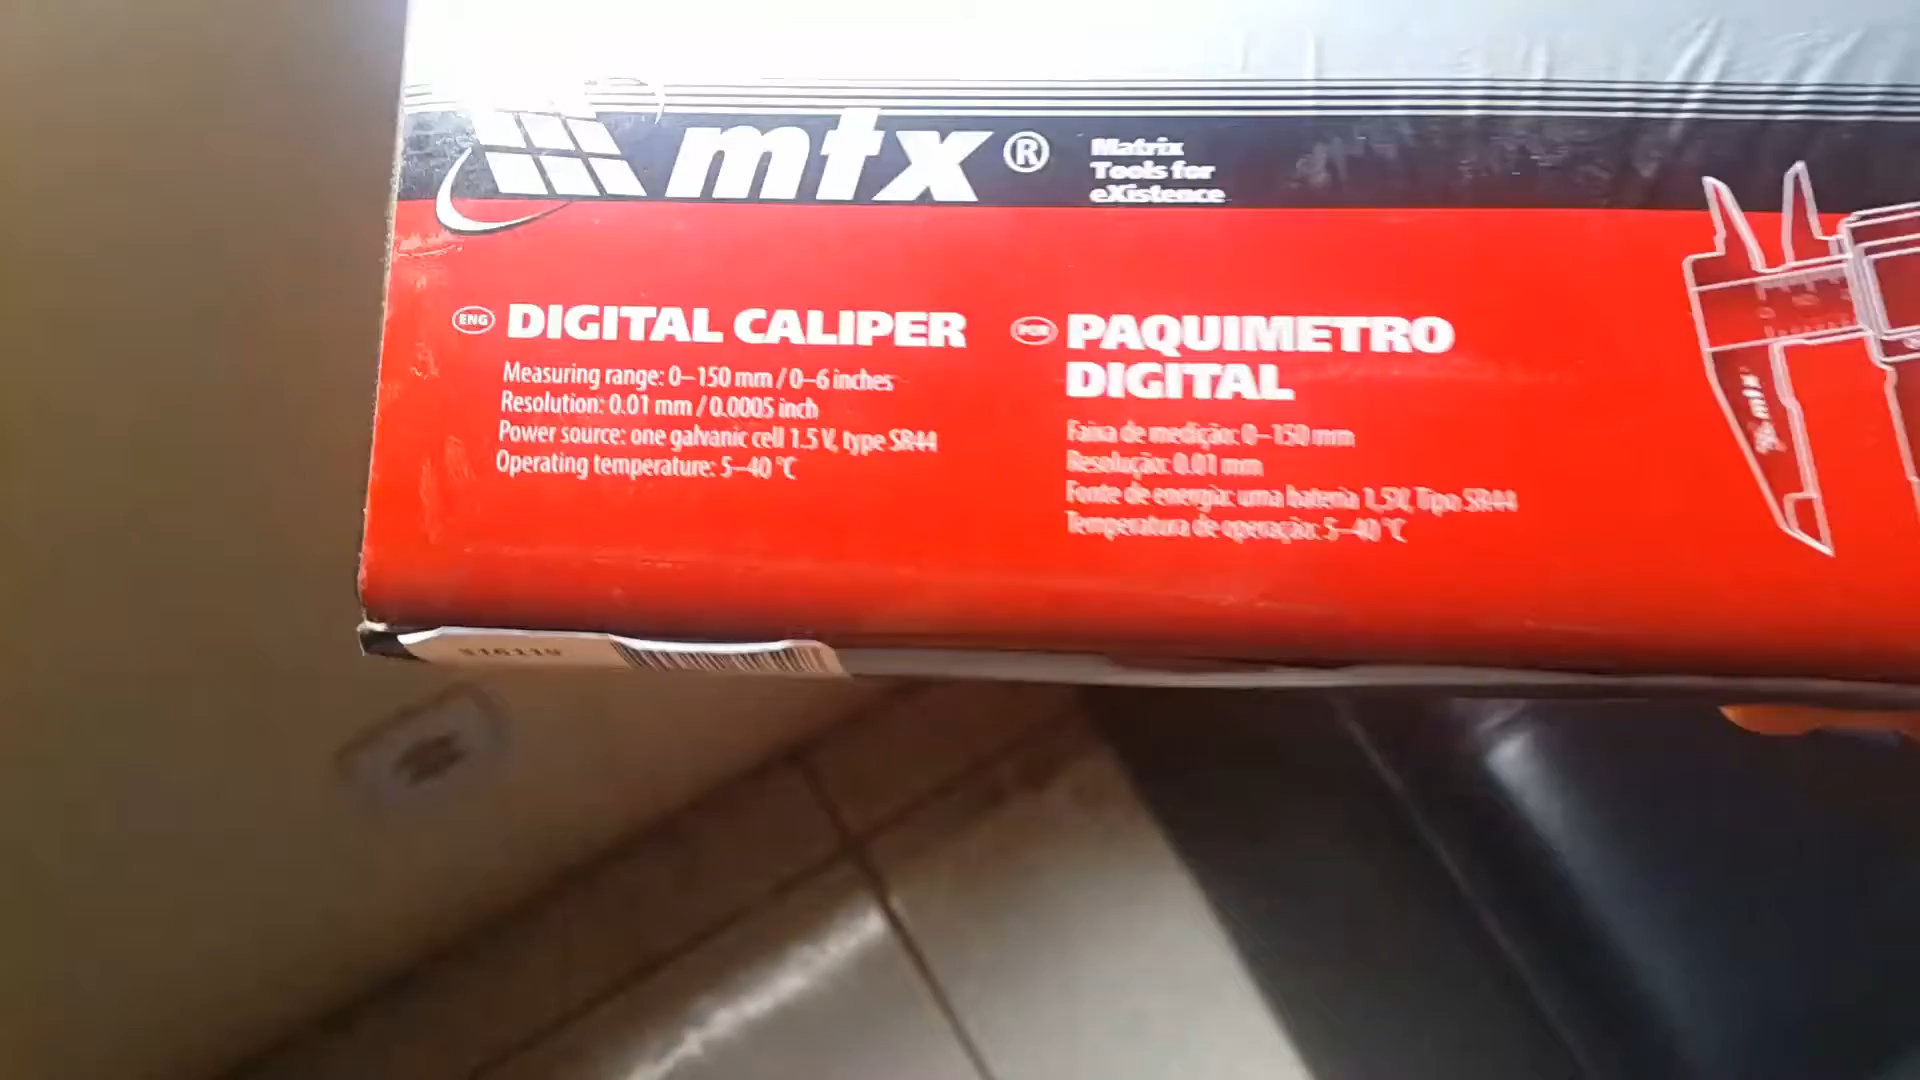 mtx®
Matrix
Tools for
eXistence
ENG DIGITAL CALIPER
Measuring range: 0–150 mm / 0–6 inches
Resolution: 0.01 mm / 0.0005 inch
Power source: one galvanic cell 1.5 V, type SR44
Operating temperature: 5–40 °C
PAQUIMETRO
DIGITAL
Faixa de medição: 0–150 mm
Resolução: 0.01 mm
Fonte de energia: uma bateria 1,5V, Tipo SR44
Temperatura de operação: 5–40 °C
mtx